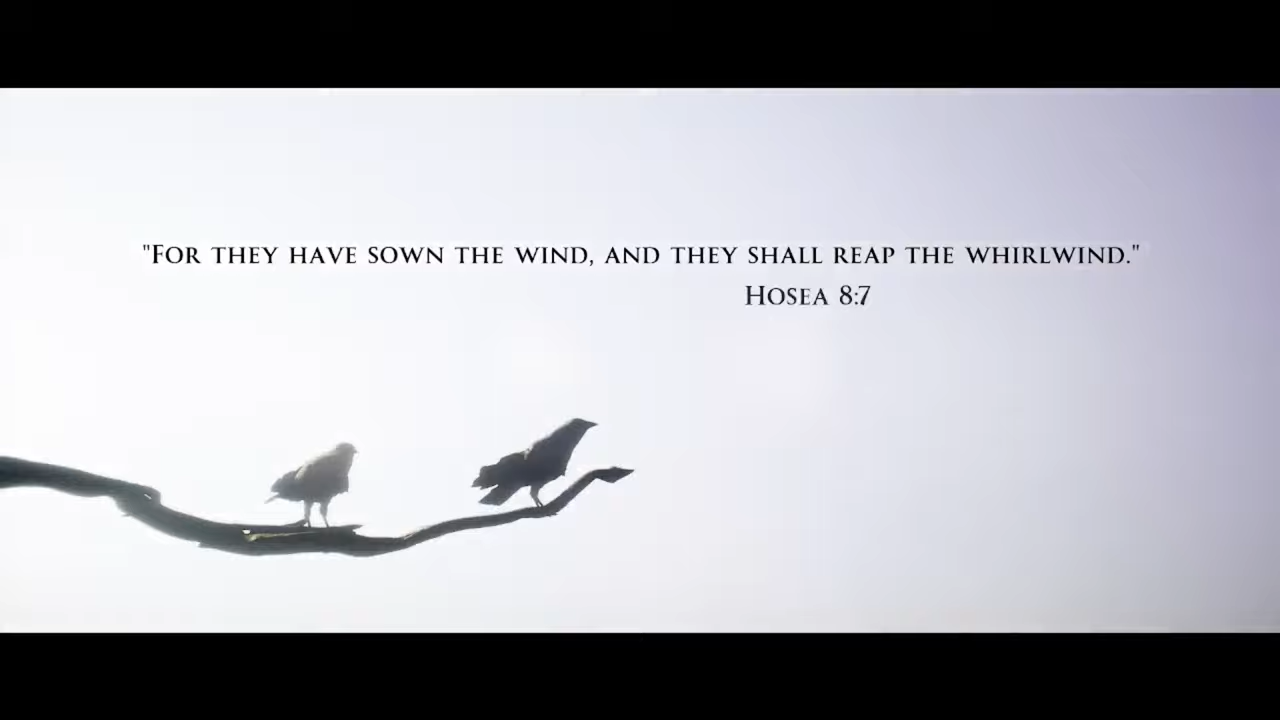 "For they have sown the wind, and they shall reap the whirlwind."
Hosea 8:7